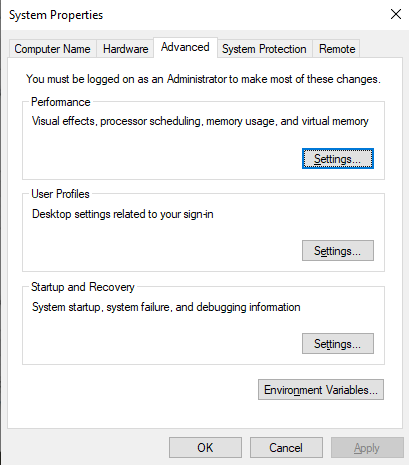 System Properties
Computer Name Hardware Advanced System Protection Remote
You must be logged on as an Administrator to make most of these changes.
Performance
Visual effects, processor scheduling, memory usage, and virtual memory
Settings...
User Profiles
Desktop settings related to your sign-in
Settings...
Startup and Recovery
System startup, system failure, and debugging information
Settings...
Environment Variables...
OK Cancel Apply